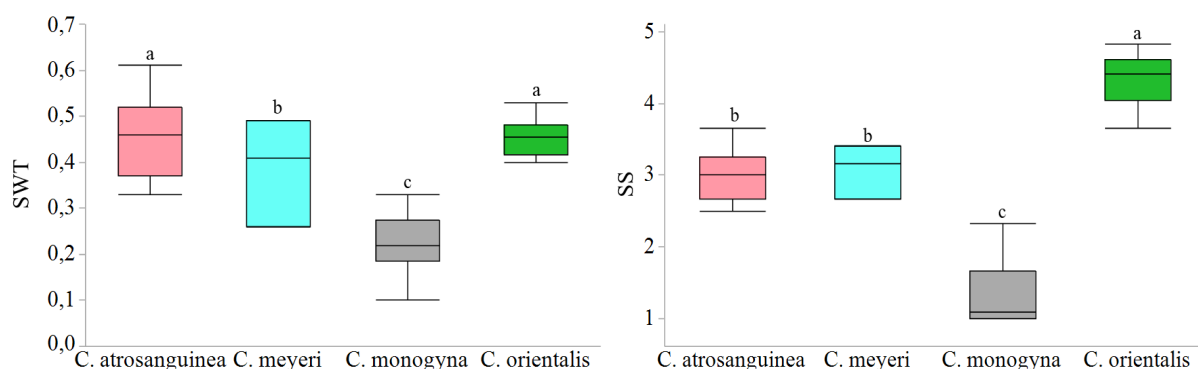 0,7
0,6
0,5
0,4
0,3
0,2
0,1
0,0
SWT
a
b
c
a
C. atrosanguinea
C. meyeri
C. monogyna
C. orientalis
5
4
3
2
1
SS
b
b
c
a
C. atrosanguinea
C. meyeri
C. monogyna
C. orientalis